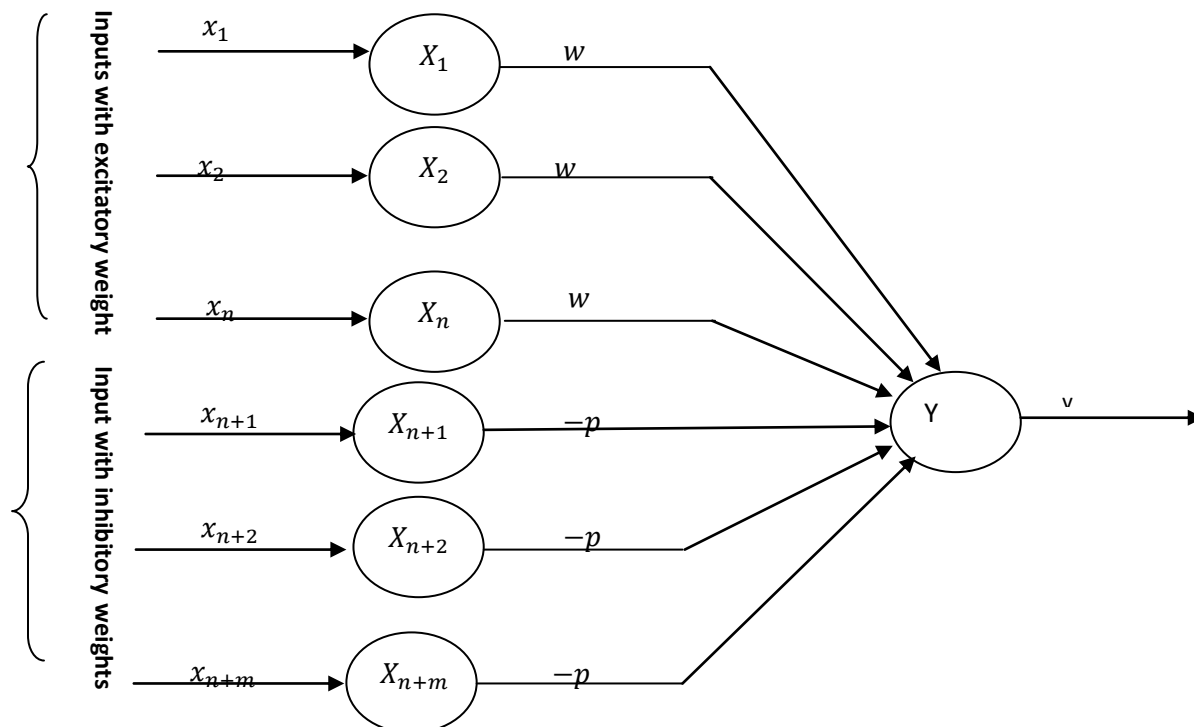 Inputs with excitatory weight
x₁
X₁
w
x₂
X₂
w
xₙ
Xₙ
w
Y
Input with inhibitory weights
xₙ₊₁
Xₙ₊₁
−p
xₙ₊₂
Xₙ₊₂
−p
xₙ₊ₘ
Xₙ₊ₘ
−p